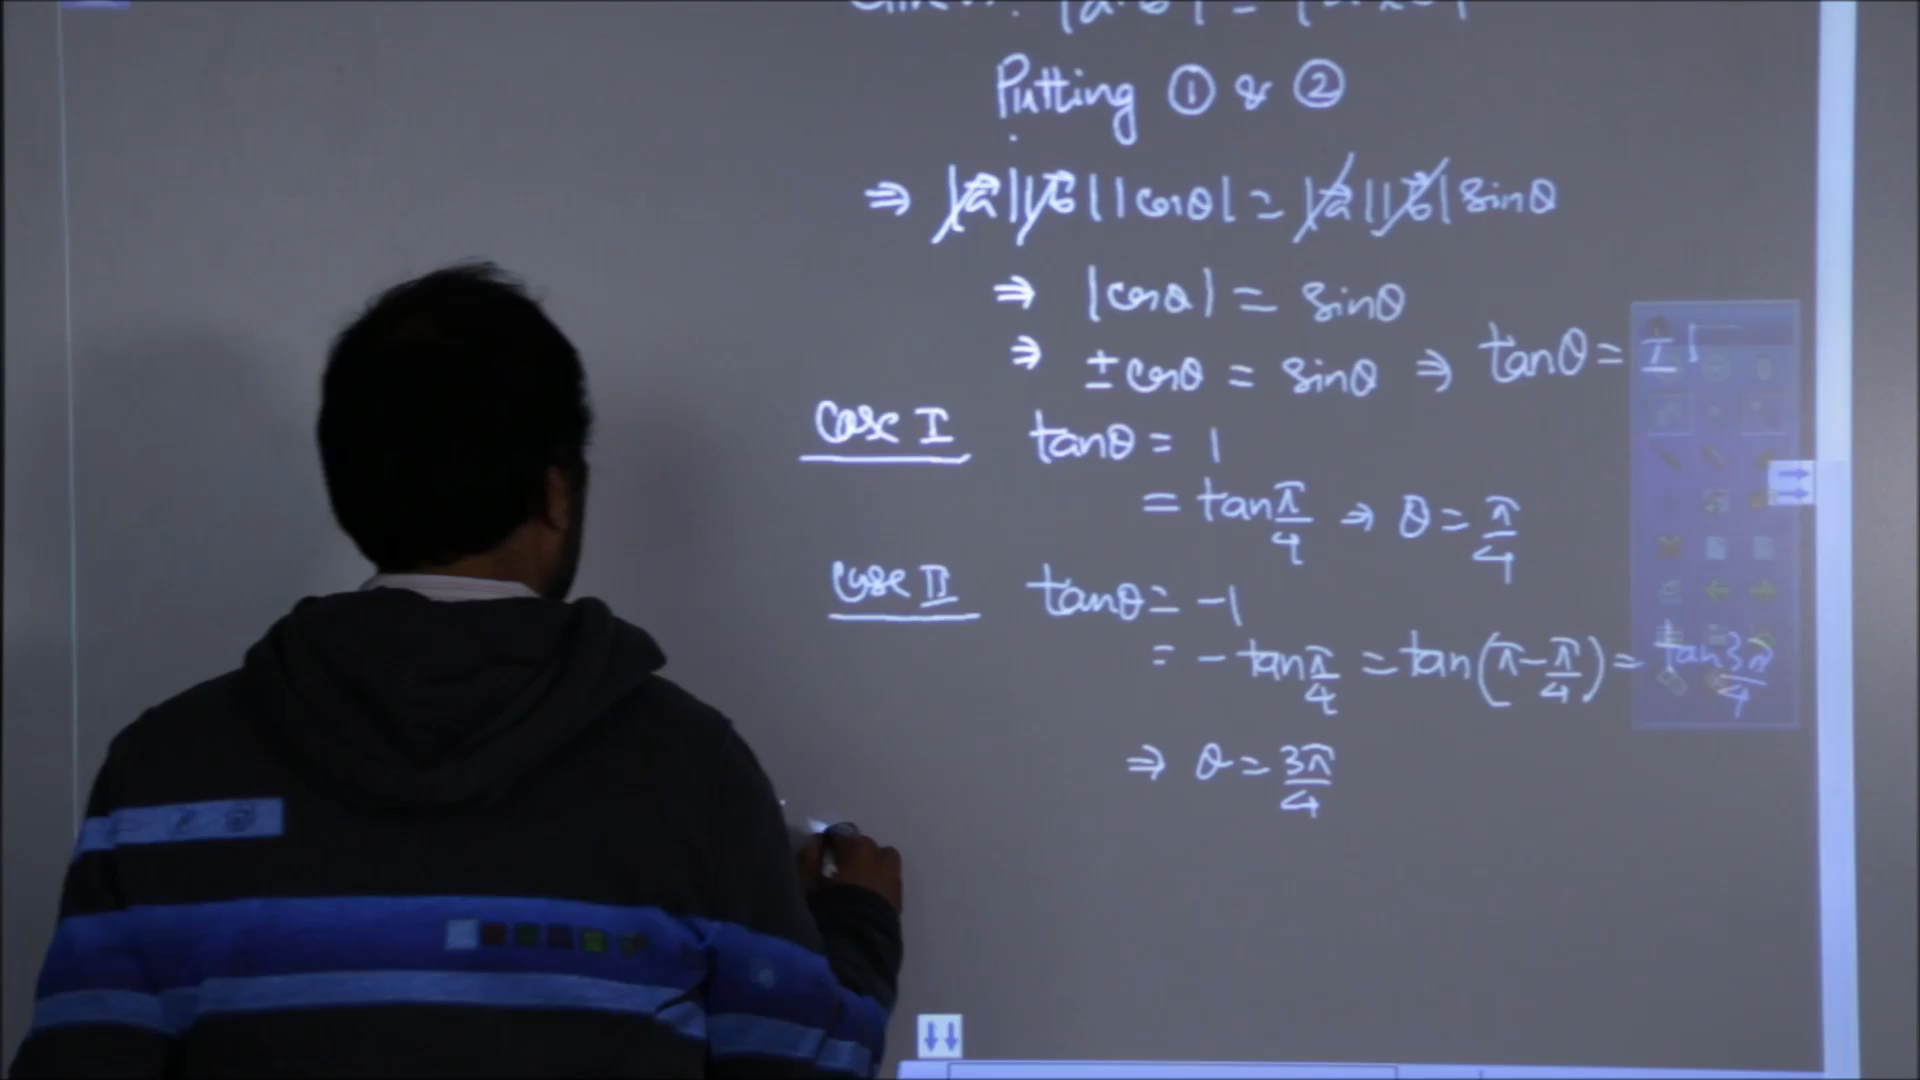 Putting ① & ②
⇒ |a⃗||b⃗||cosθ| = |a⃗||b⃗|sinθ
⇒ |cosθ| = sinθ
⇒ ±cosθ = sinθ ⇒ tanθ = ±1
Case I tanθ = 1
= tan π/4 ⇒ θ = π/4
Case II tanθ = -1
= - tan π/4 = tan(π - π/4) = tan 3π/4
⇒ θ = 3π/4